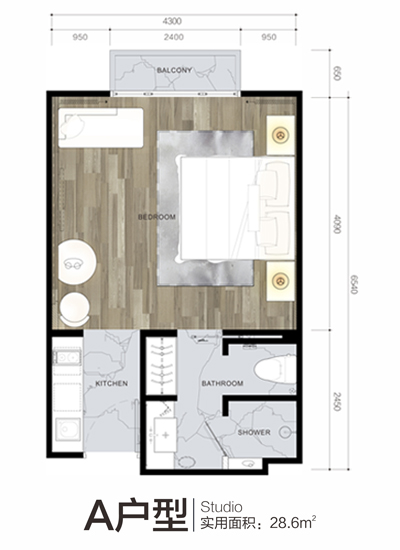 4300
950 2400 950
BALCONY
650
BEDROOM
4090
6540
KITCHEN
BATHROOM
2450
SHOWER
A户型
Studio
实用面积：28.6m²